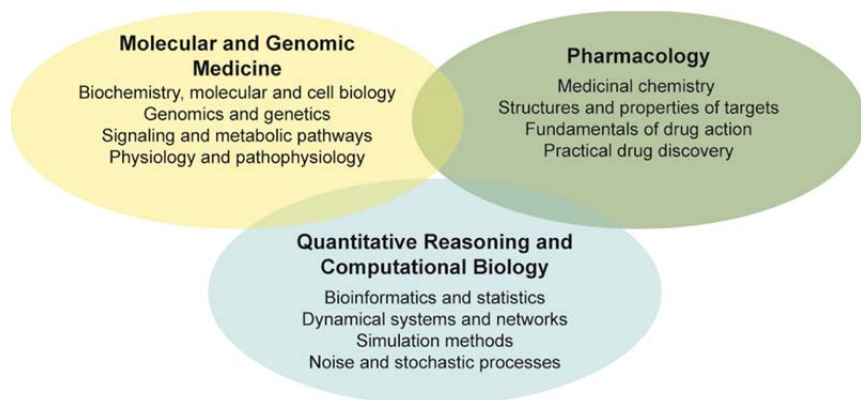 Molecular and Genomic
Medicine
Biochemistry, molecular and cell biology
Genomics and genetics
Signaling and metabolic pathways
Physiology and pathophysiology
Pharmacology
Medicinal chemistry
Structures and properties of targets
Fundamentals of drug action
Practical drug discovery
Quantitative Reasoning and
Computational Biology
Bioinformatics and statistics
Dynamical systems and networks
Simulation methods
Noise and stochastic processes